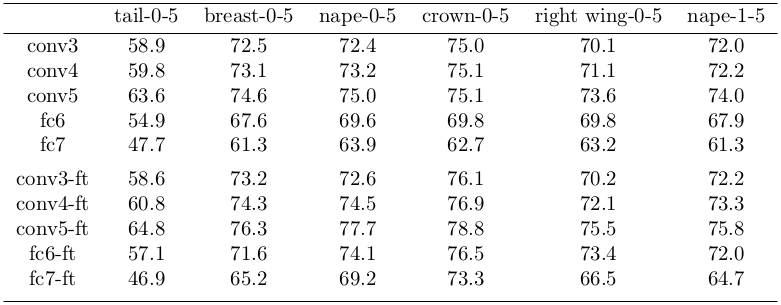 tail-0-5 breast-0-5 nape-0-5 crown-0-5 right wing-0-5 nape-1-5
conv3 58.9 72.5 72.4 75.0 70.1 72.0
conv4 59.8 73.1 73.2 75.1 71.1 72.2
conv5 63.6 74.6 75.0 75.1 73.6 74.0
fc6 54.9 67.6 69.6 69.8 69.8 67.9
fc7 47.7 61.3 63.9 62.7 63.2 61.3
conv3-ft 58.6 73.2 72.6 76.1 70.2 72.2
conv4-ft 60.8 74.3 74.5 76.9 72.1 73.3
conv5-ft 64.8 76.3 77.7 78.8 75.5 75.8
fc6-ft 57.1 71.6 74.1 76.5 73.4 72.0
fc7-ft 46.9 65.2 69.2 73.3 66.5 64.7